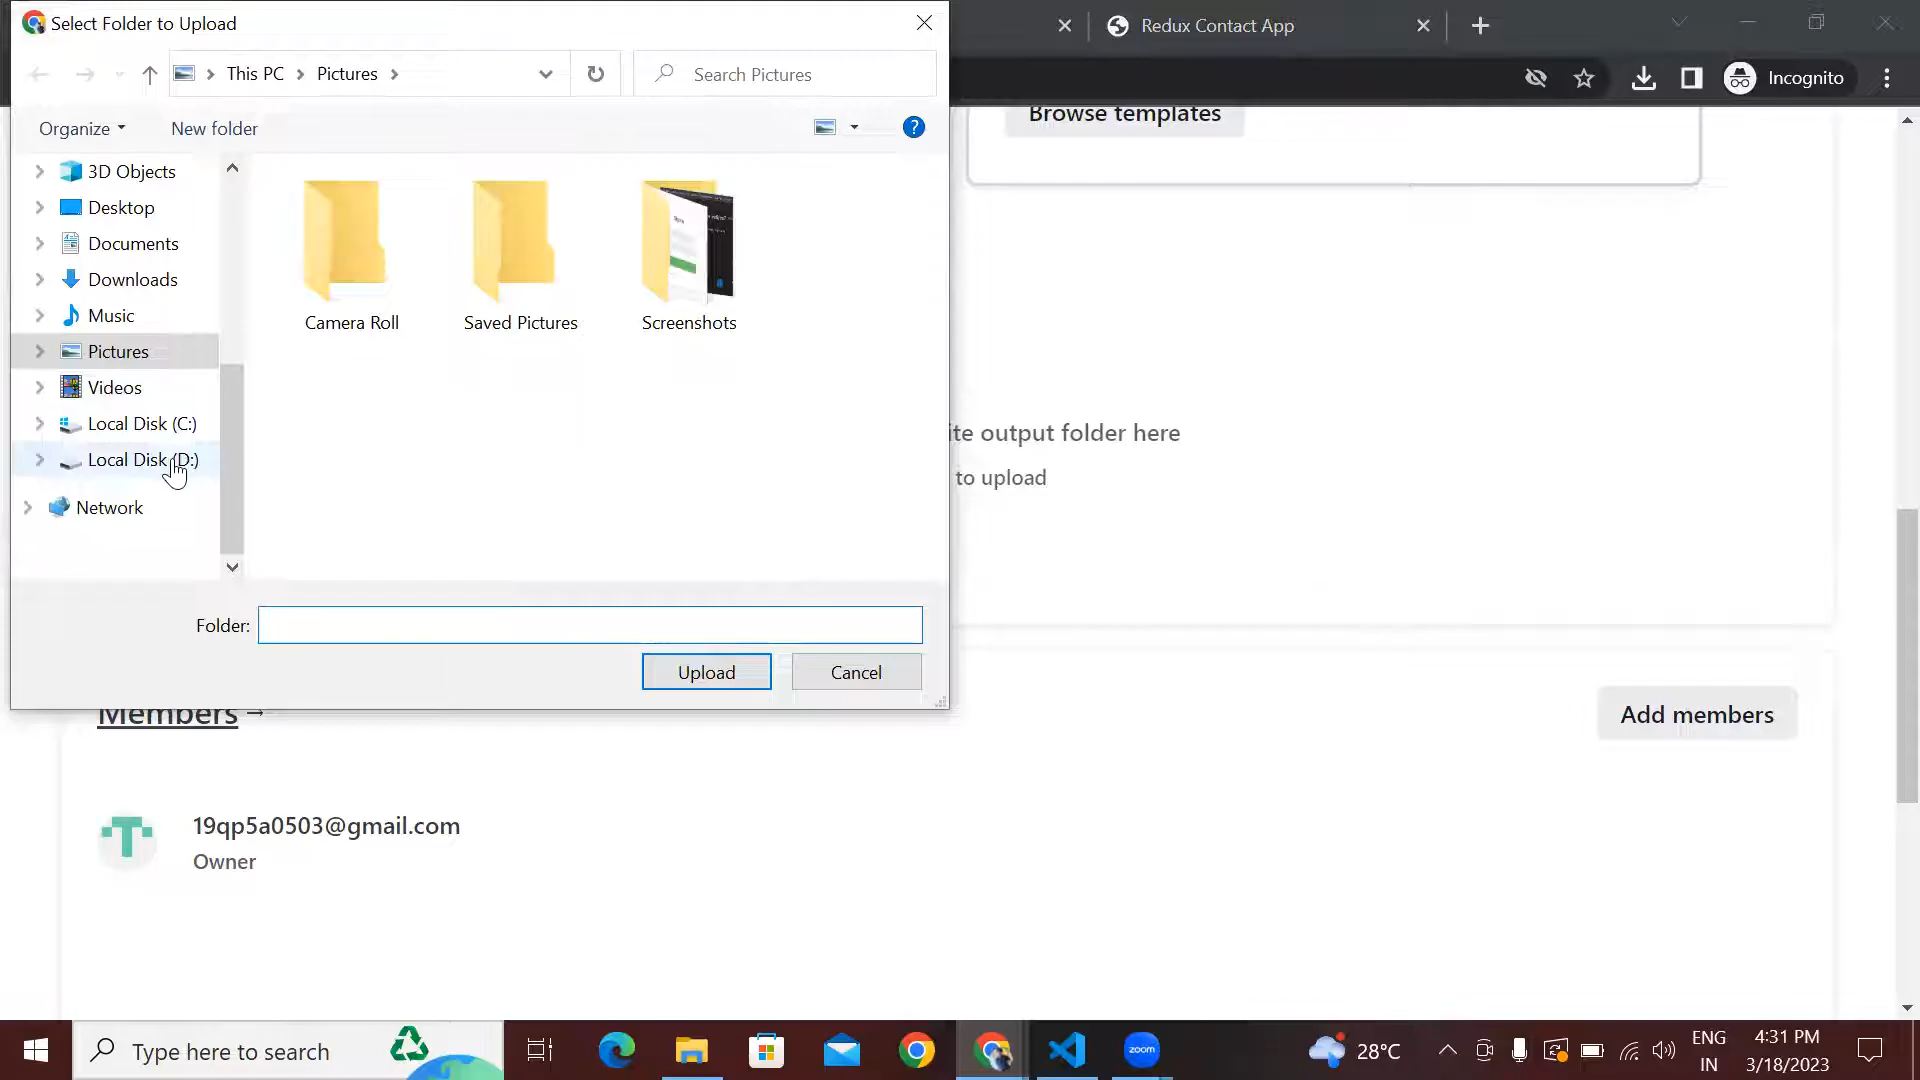 Select Folder to Upload
Redux Contact App
This PC
Pictures
Search Pictures
Incognito
Organize
New folder
?
Browse templates
3D Objects
Desktop
Documents
Downloads
Music
Pictures
Videos
Local Disk (C:)
Local Disk (D:)
Network
Camera Roll
Saved Pictures
Screenshots
ite output folder here
to upload
Folder:
Upload
Cancel
Members →
Add members
19qp5a0503@gmail.com
Owner
Type here to search
zoom
28°C
ENG
IN
4:31 PM
3/18/2023